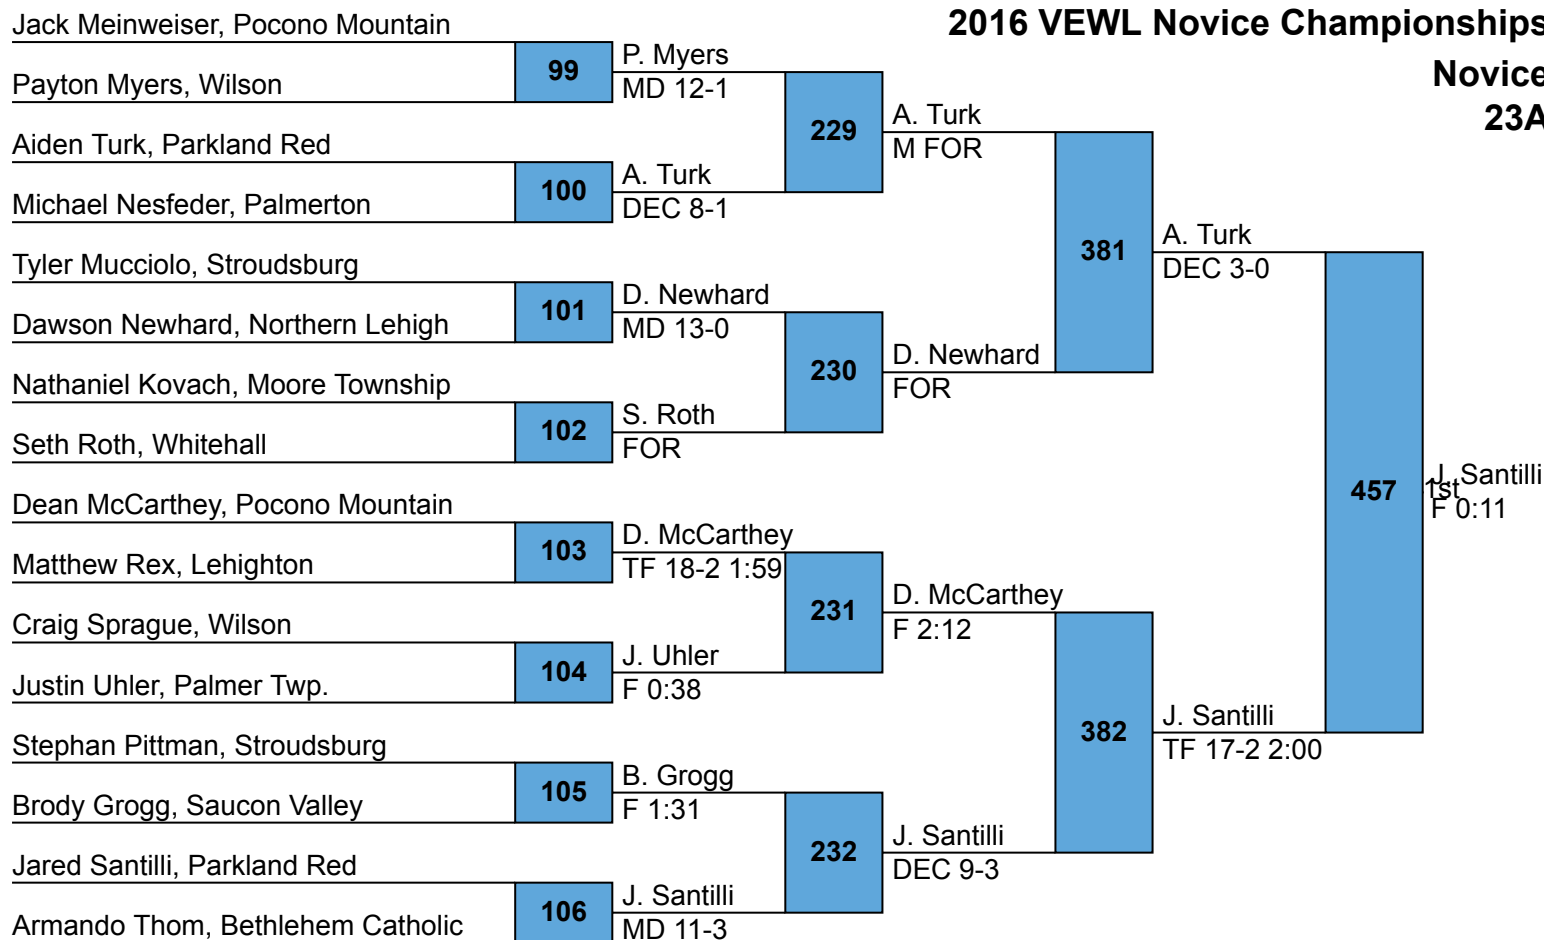 2016 VEWL Novice Championships
Novice
23A
Jack Meinweiser, Pocono Mountain
99
Payton Myers, Wilson
P. Myers
MD 12-1
229
Aiden Turk, Parkland Red
100
Michael Nesfeder, Palmerton
A. Turk
DEC 8-1
A. Turk
M FOR
381
Tyler Mucciolo, Stroudsburg
101
Dawson Newhard, Northern Lehigh
D. Newhard
MD 13-0
230
Nathaniel Kovach, Moore Township
102
Seth Roth, Whitehall
S. Roth
FOR
D. Newhard
FOR
A. Turk
DEC 3-0
457
Dean McCarthey, Pocono Mountain
103
Matthew Rex, Lehighton
D. McCarthey
TF 18-2 1:59
231
Craig Sprague, Wilson
104
Justin Uhler, Palmer Twp.
J. Uhler
F 0:38
D. McCarthey
F 2:12
382
Stephan Pittman, Stroudsburg
105
Brody Grogg, Saucon Valley
B. Grogg
F 1:31
232
Jared Santilli, Parkland Red
106
Armando Thom, Bethlehem Catholic
J. Santilli
MD 11-3
J. Santilli
DEC 9-3
J. Santilli
TF 17-2 2:00
J. Santilli
1st
F 0:11